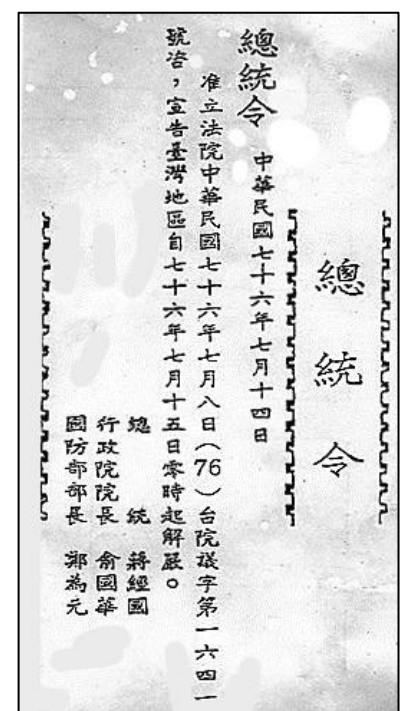 總統令
總統令 中華民國七十六年七月十四日
准立法院中華民國七十六年七月八日(76)台院議字第一六四一
號咨,宣告臺灣地區自七十六年七月十五日零時起解嚴。
總統 蔣經國
行政院院長 俞國華
國防部部長 鄭為元